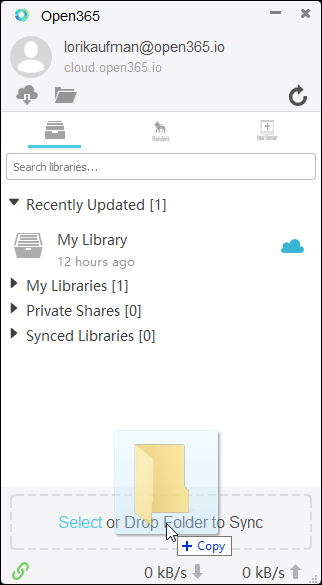 Open365
lorikaufman@open365.io
cloud.open365.io
Search libraries...
Recently Updated [1]
My Library
12 hours ago
My Libraries [1]
Private Shares [0]
Synced Libraries [0]
Select or Drop Folder to Sync
+ Copy
0 kB/s 0 kB/s